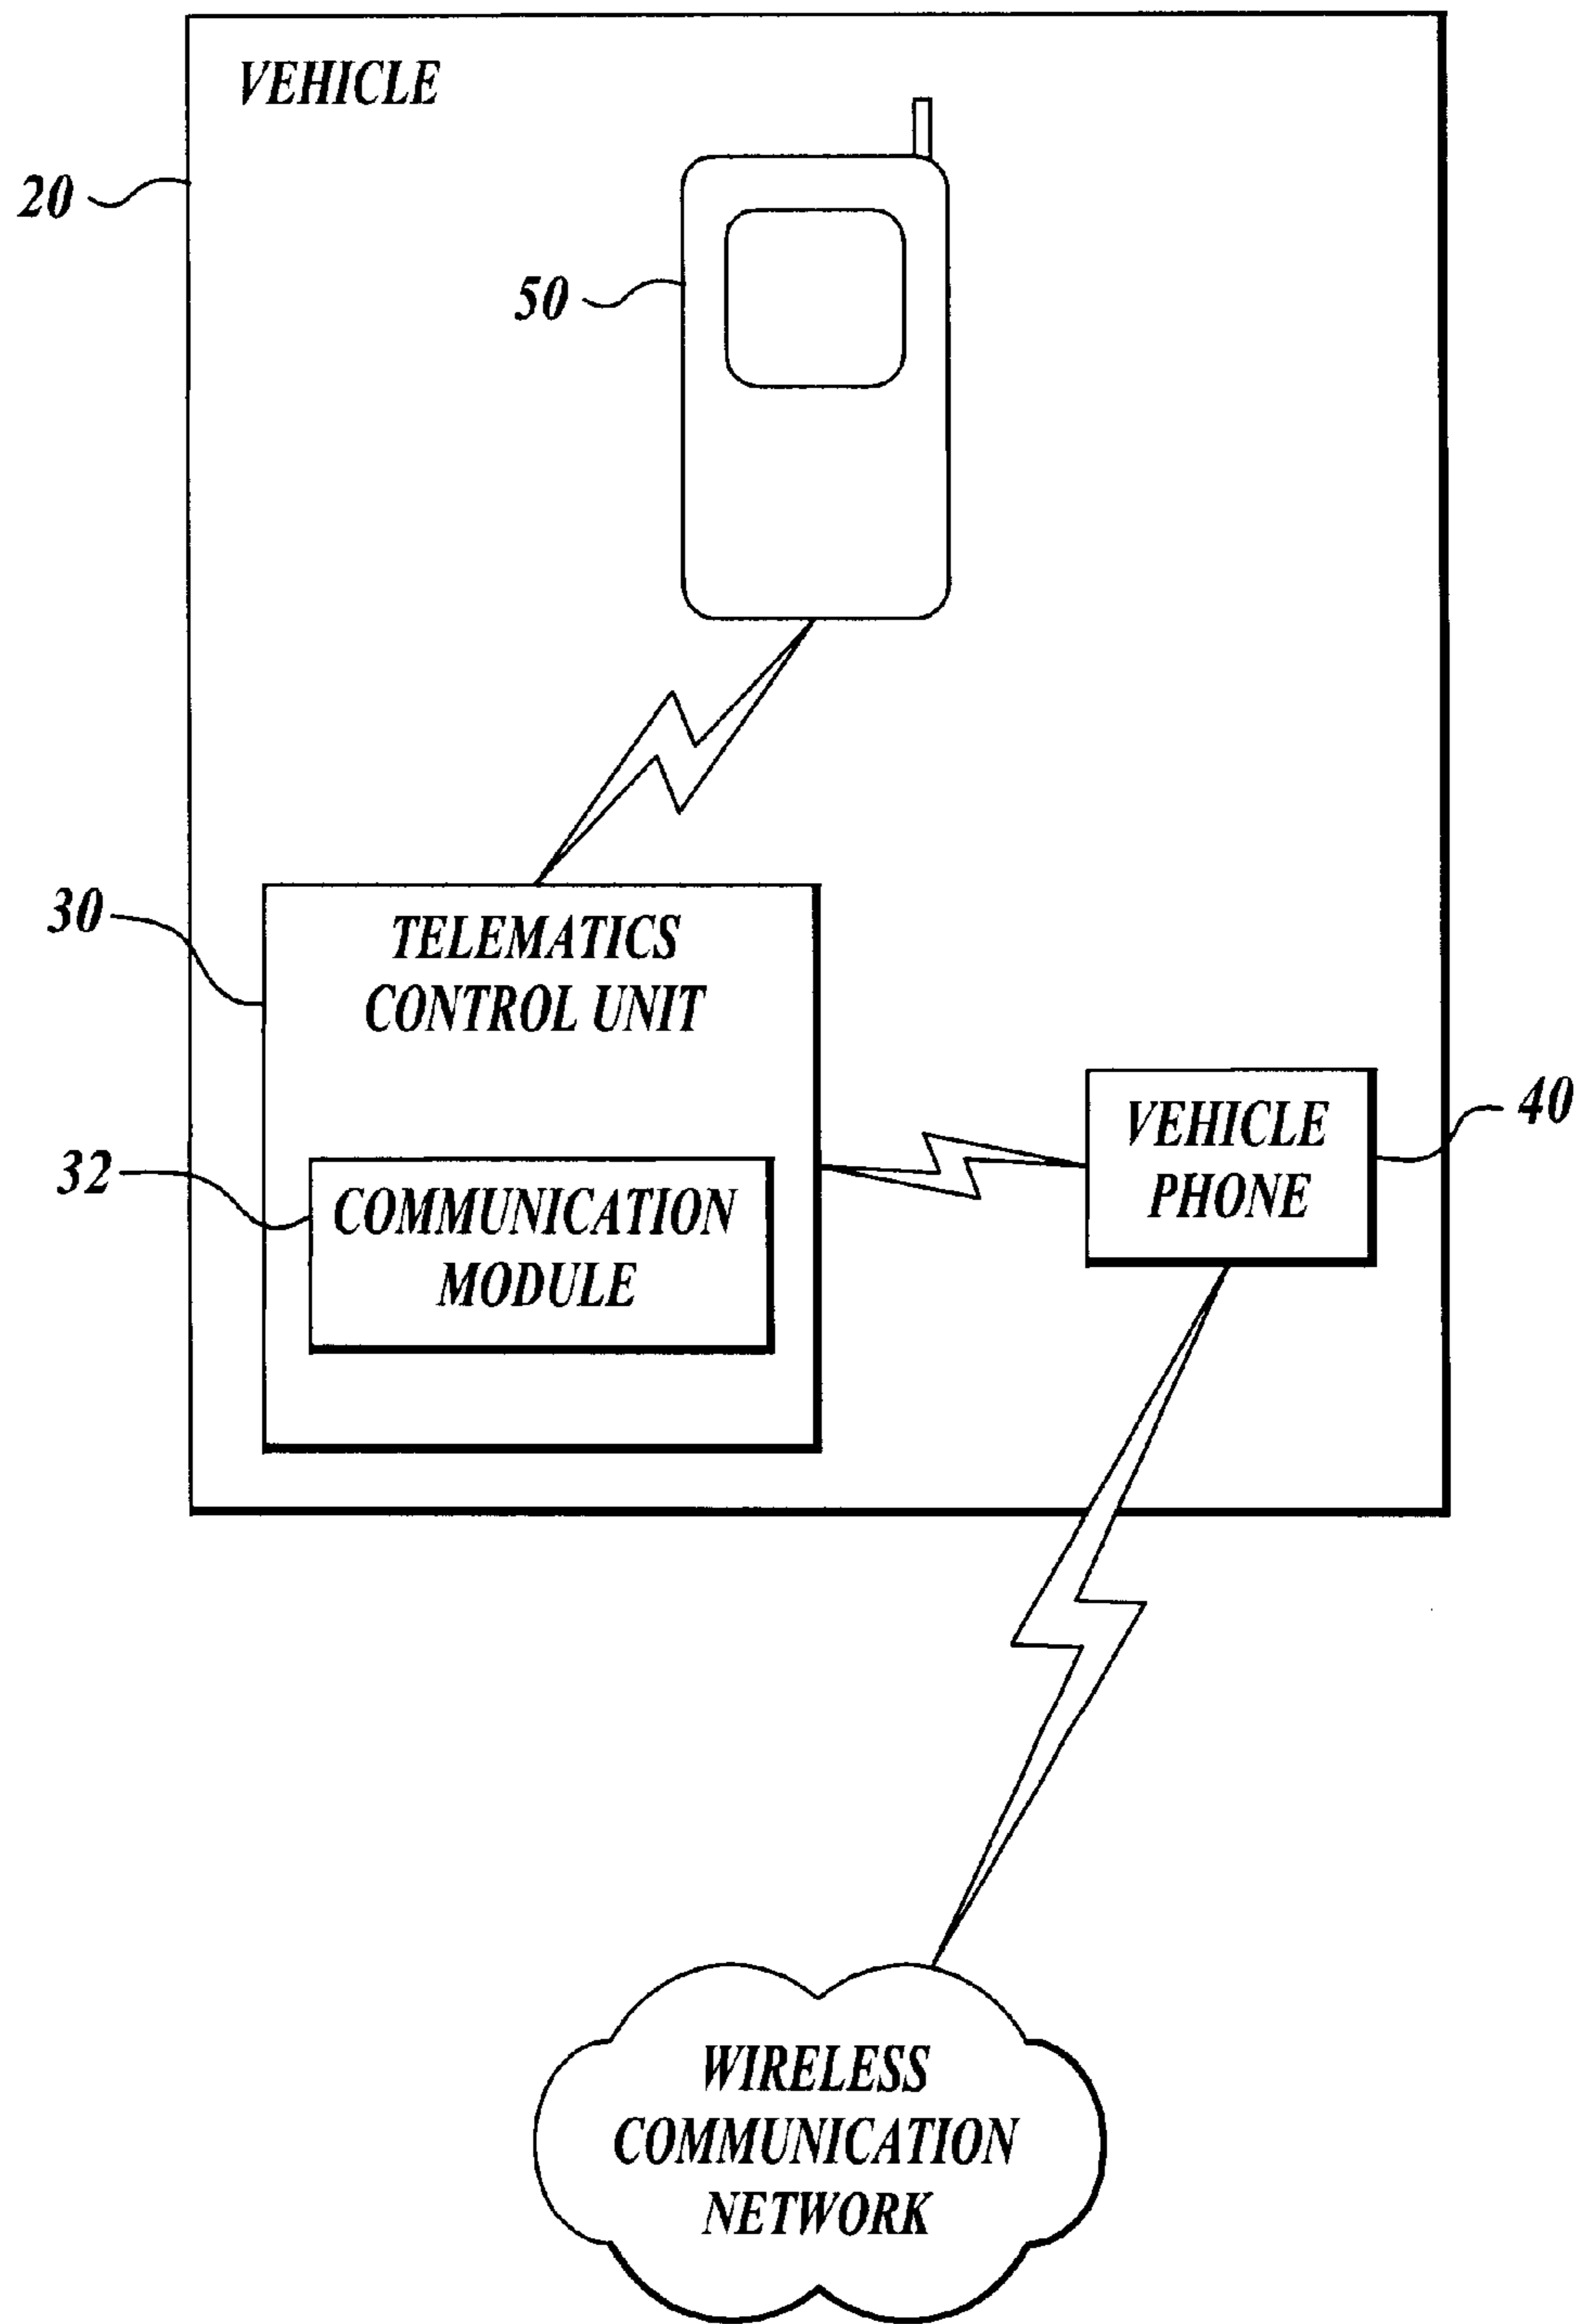 VEHICLE
20
50
30
TELEMATICS
CONTROL UNIT
40
VEHICLE
PHONE
32
COMMUNICATION
MODULE
WIRELESS
COMMUNICATION
NETWORK